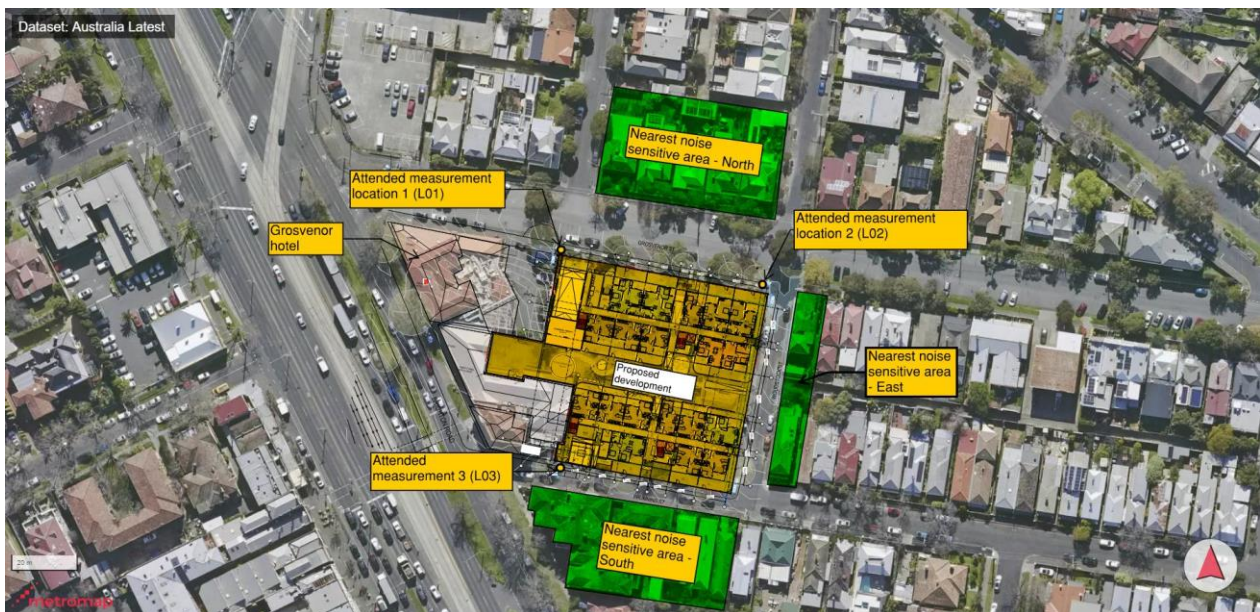 Dataset: Australia Latest
Nearest noise
sensitive area - North
Attended measurement
location 1 (L01)
Attended measurement
location 2 (L02)
Grosvenor
hotel
Nearest noise
sensitive area
- East
Proposed
development
Attended
measurement 3 (L03)
Nearest noise
sensitive area -
South
20 m
metromap